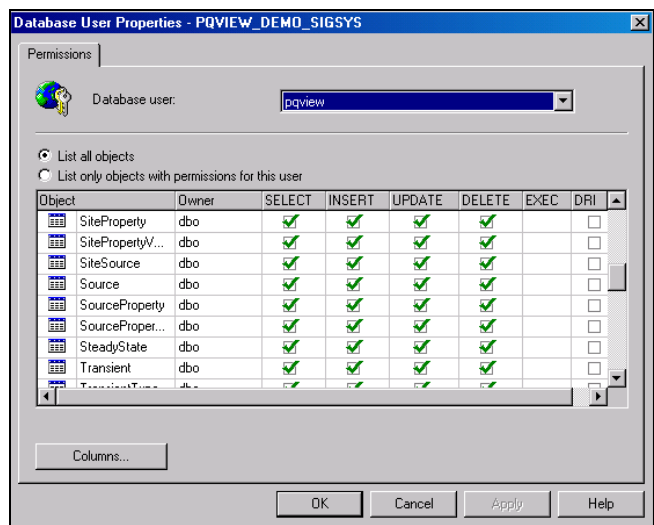 Database User Properties - PQVIEW_DEMO_SIGSYS
Permissions
Database user: pqview
List all objects
List only objects with permissions for this user
Object Owner SELECT INSERT UPDATE DELETE EXEC DRI
SiteProperty dbo
SitePropertyV... dbo
SiteSource dbo
Source dbo
SourceProperty dbo
SourceProper... dbo
SteadyState dbo
Transient dbo
Columns...
OK Cancel Apply Help